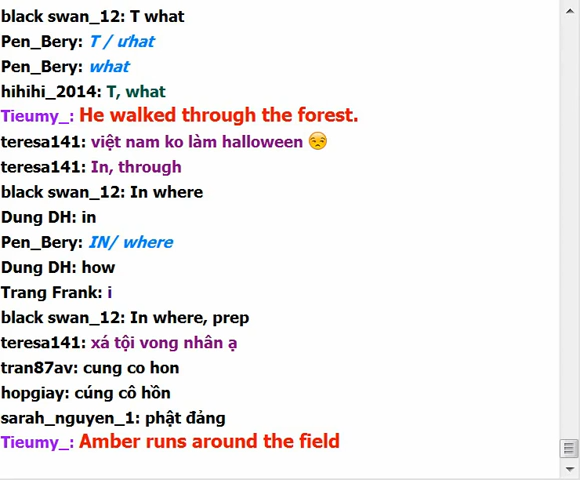 black swan_12: T what
Pen_Bery: T / ưhat
Pen_Bery: what
hihihi_2014: T, what
Tieumy_: He walked through the forest.
teresa141: việt nam ko làm halloween
teresa141: In, through
black swan_12: In where
Dung DH: in
Pen_Bery: IN/ where
Dung DH: how
Trang Frank: i
black swan_12: In where, prep
teresa141: xá tội vong nhân ạ
tran87av: cung co hon
hopgiay: cúng cô hồn
sarah_nguyen_1: phật đảng
Tieumy_: Amber runs around the field